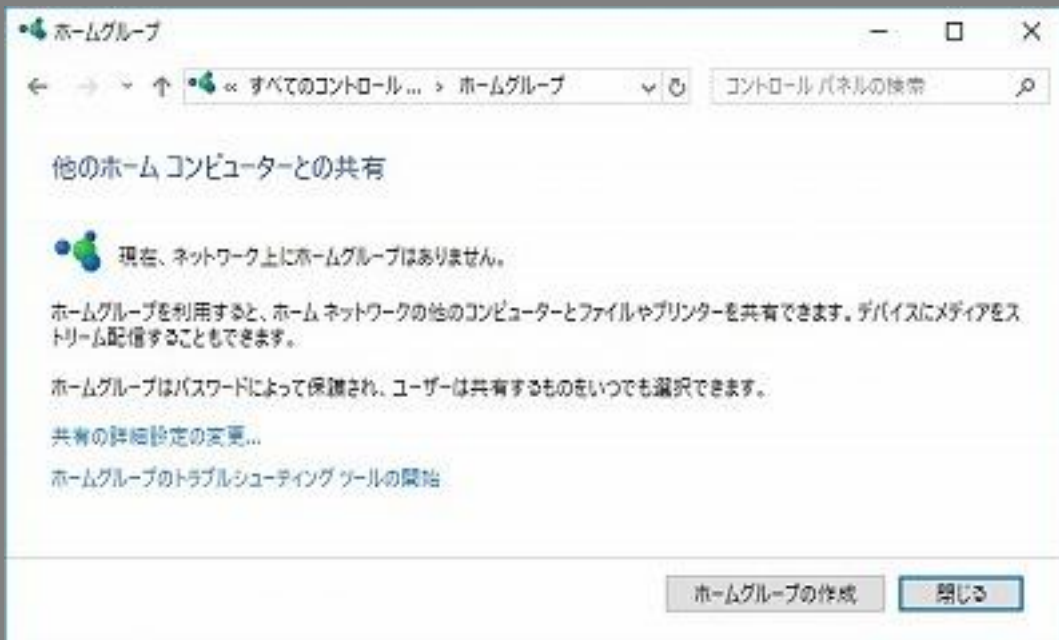 ホームグループ
« すべてのコントロール ... › ホームグループ
コントロール パネルの検索
他のホーム コンピューターとの共有
現在、ネットワーク上にホームグループはありません。
ホームグループを利用すると、ホーム ネットワークの他のコンピューターとファイルやプリンターを共有できます。デバイスにメディアをス
トリーム配信することもできます。
ホームグループはパスワードによって保護され、ユーザーは共有するものをいつでも選択できます。
共有の詳細設定の変更...
ホームグループのトラブルシューティング ツールの開始
ホームグループの作成
閉じる